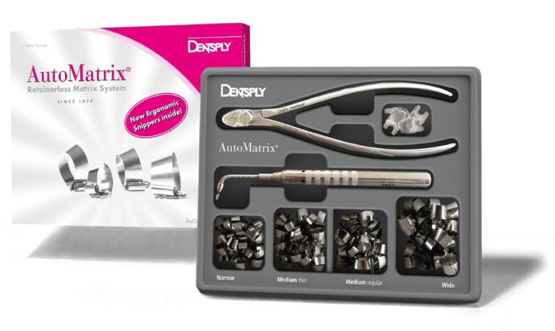 DENTSPLY
AutoMatrix®
Retainerless Matrix System
SINCE 1979
New Ergonomic
Snippers inside!
DENTSPLY
AutoMatrix®
Narrow
Medium thin
Medium regular
Wide